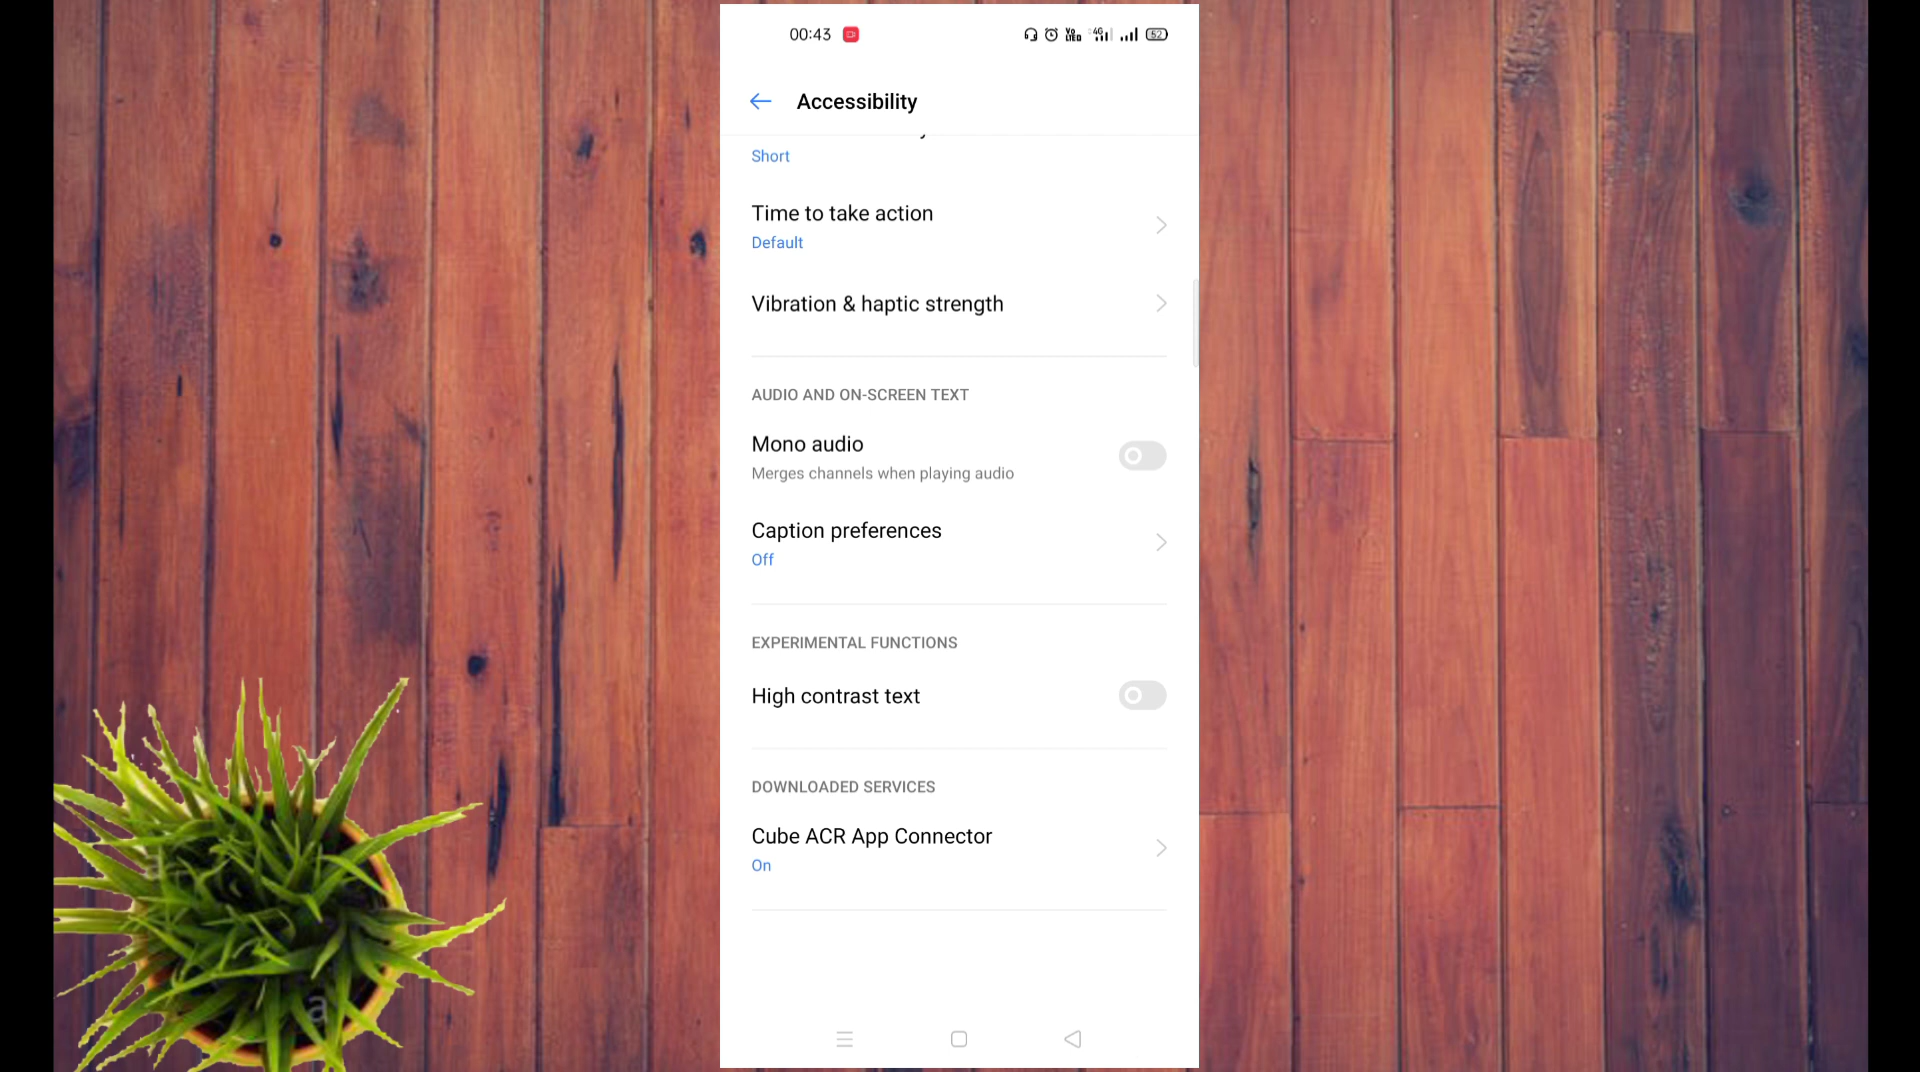 00:43
52
Accessibility
Short
Time to take action
Default
Vibration & haptic strength
AUDIO AND ON-SCREEN TEXT
Mono audio
Merges channels when playing audio
Caption preferences
Off
EXPERIMENTAL FUNCTIONS
High contrast text
DOWNLOADED SERVICES
Cube ACR App Connector
On